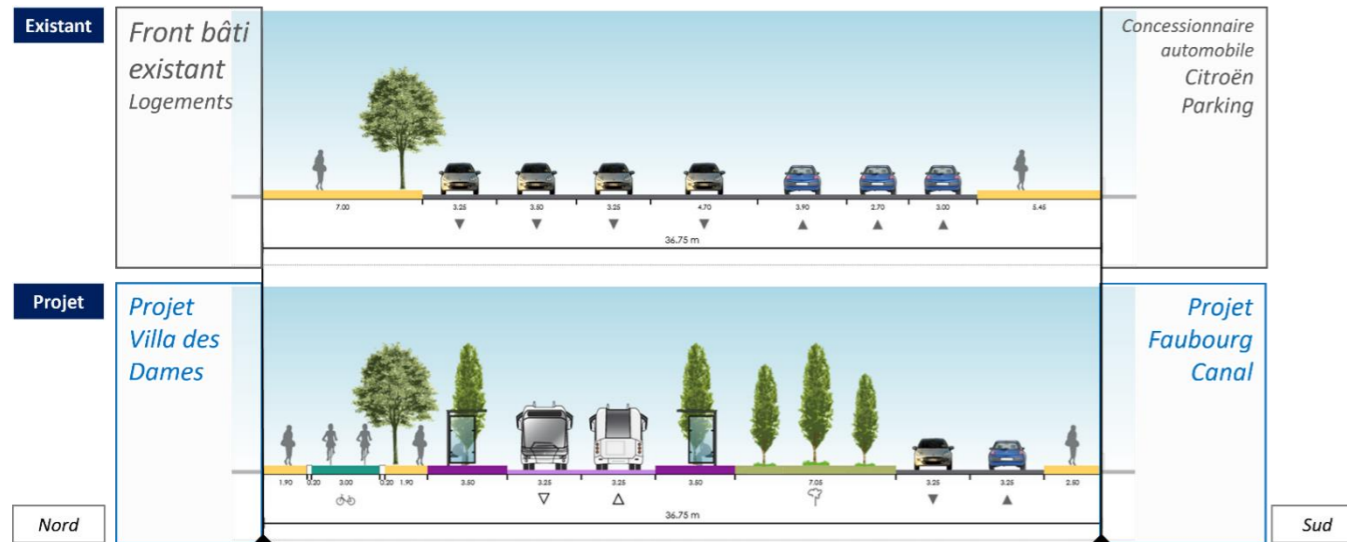 Existant
Front bâti
existant
Logements
Concessionnaire
automobile
Citroën
Parking
7.00 3.25 3.50 3.25 4.70 3.90 2.70 3.00 5.45
36.75 m
Projet
Projet
Villa des
Dames
Projet
Faubourg
Canal
1.90 0.20 3.00 0.20 1.90 3.50 3.25 3.25 3.50 7.05 3.25 3.25 2.50
36.75 m
Nord
Sud